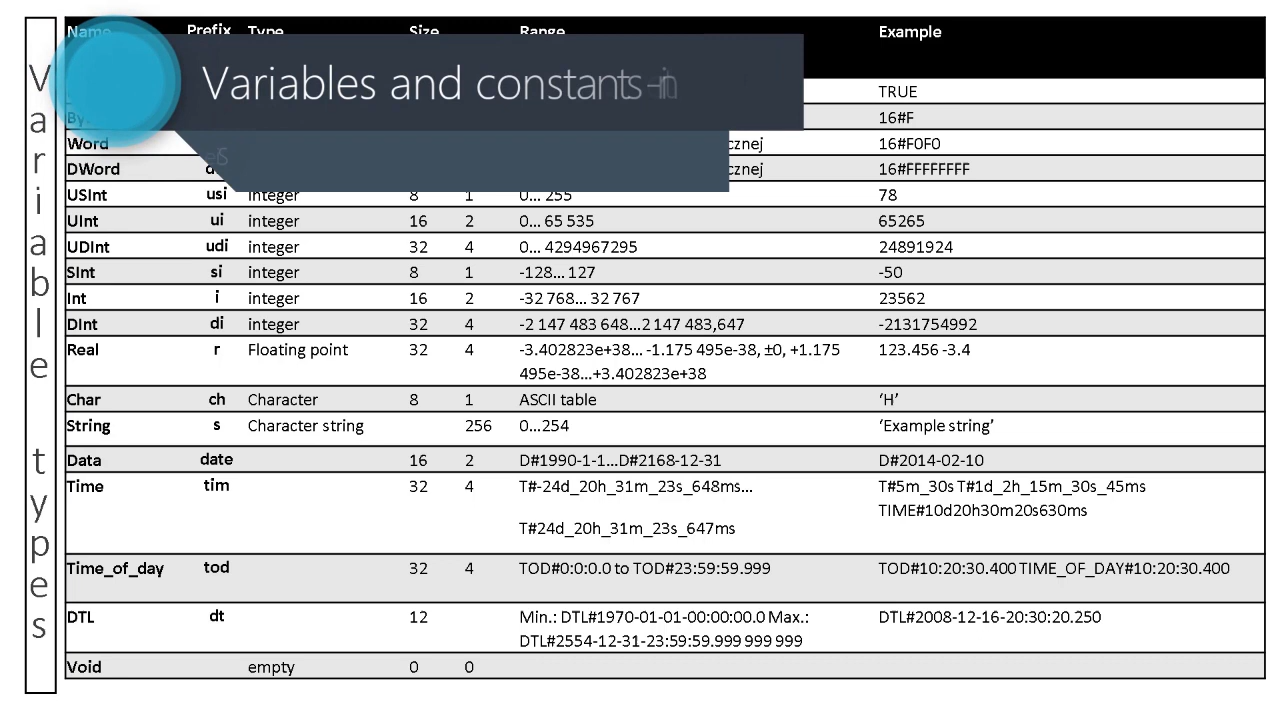 Variable types
Name Prefix Type Size Range Example
Variables and constants
TRUE
16#F
Word cznej 16#F0F0
DWord cznej 16#FFFFFFFF
USInt usi integer 8 1 0... 255 78
UInt ui integer 16 2 0... 65 535 65265
UDInt udi integer 32 4 0... 4294967295 24891924
SInt si integer 8 1 -128... 127 -50
Int i integer 16 2 -32 768... 32 767 23562
DInt di integer 32 4 -2 147 483 648...2 147 483,647 -2131754992
Real r Floating point 32 4 -3.402823e+38... -1.175 495e-38, ±0, +1.175 123.456 -3.4
495e-38...+3.402823e+38
Char ch Character 8 1 ASCII table ‘H’
String s Character string 256 0...254 ‘Example string’
Data date 16 2 D#1990-1-1...D#2168-12-31 D#2014-02-10
Time tim 32 4 T#-24d_20h_31m_23s_648ms... T#5m_30s T#1d_2h_15m_30s_45ms
TIME#10d20h30m20s630ms
T#24d_20h_31m_23s_647ms
Time_of_day tod 32 4 TOD#0:0:0.0 to TOD#23:59:59.999 TOD#10:20:30.400 TIME_OF_DAY#10:20:30.400
DTL dt 12 Min.: DTL#1970-01-01-00:00:00.0 Max.: DTL#2008-12-16-20:30:20.250
DTL#2554-12-31-23:59:59.999 999 999
Void empty 0 0